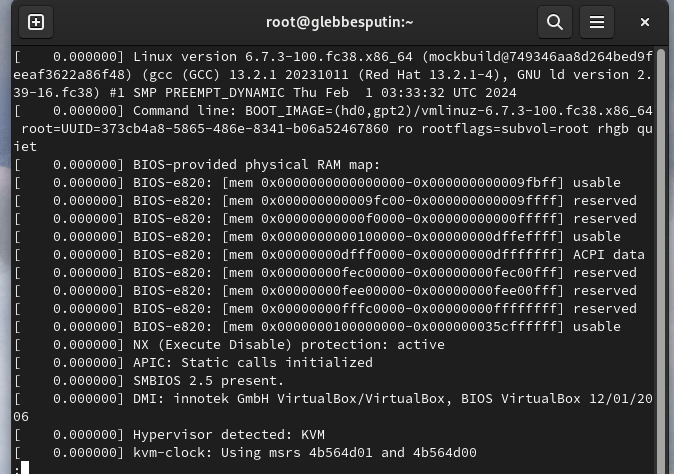 root@glebbesputin:~
[    0.000000] Linux version 6.7.3-100.fc38.x86_64 (mockbuild@749346aa8d264bed9f
eeaf3622a86f48) (gcc (GCC) 13.2.1 20231011 (Red Hat 13.2.1-4), GNU ld version 2.
39-16.fc38) #1 SMP PREEMPT_DYNAMIC Thu Feb  1 03:33:32 UTC 2024
[    0.000000] Command line: BOOT_IMAGE=(hd0,gpt2)/vmlinuz-6.7.3-100.fc38.x86_64
 root=UUID=373cb4a8-5865-486e-8341-b06a52467860 ro rootflags=subvol=root rhgb qu
iet
[    0.000000] BIOS-provided physical RAM map:
[    0.000000] BIOS-e820: [mem 0x0000000000000000-0x000000000009fbff] usable
[    0.000000] BIOS-e820: [mem 0x000000000009fc00-0x000000000009ffff] reserved
[    0.000000] BIOS-e820: [mem 0x00000000000f0000-0x00000000000fffff] reserved
[    0.000000] BIOS-e820: [mem 0x0000000000100000-0x00000000dffeffff] usable
[    0.000000] BIOS-e820: [mem 0x00000000dfff0000-0x00000000dfffffff] ACPI data
[    0.000000] BIOS-e820: [mem 0x00000000fec00000-0x00000000fec00fff] reserved
[    0.000000] BIOS-e820: [mem 0x00000000fee00000-0x00000000fee00fff] reserved
[    0.000000] BIOS-e820: [mem 0x00000000fffc0000-0x00000000ffffffff] reserved
[    0.000000] BIOS-e820: [mem 0x0000000100000000-0x000000035cffffff] usable
[    0.000000] NX (Execute Disable) protection: active
[    0.000000] APIC: Static calls initialized
[    0.000000] SMBIOS 2.5 present.
[    0.000000] DMI: innotek GmbH VirtualBox/VirtualBox, BIOS VirtualBox 12/01/20
06
[    0.000000] Hypervisor detected: KVM
[    0.000000] kvm-clock: Using msrs 4b564d01 and 4b564d00
: